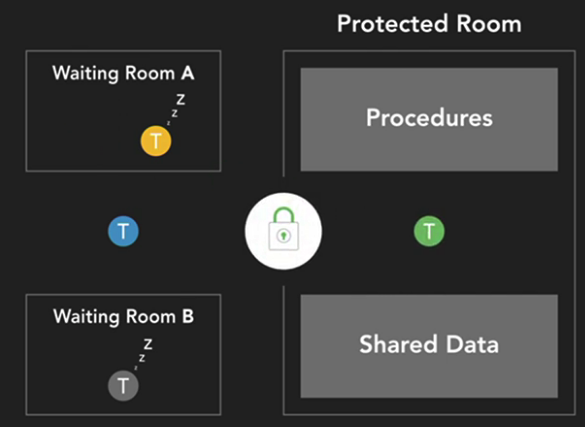 Protected Room
Waiting Room A
z
z
z
T
Procedures
T
T
Waiting Room B
z
z
z
T
Shared Data